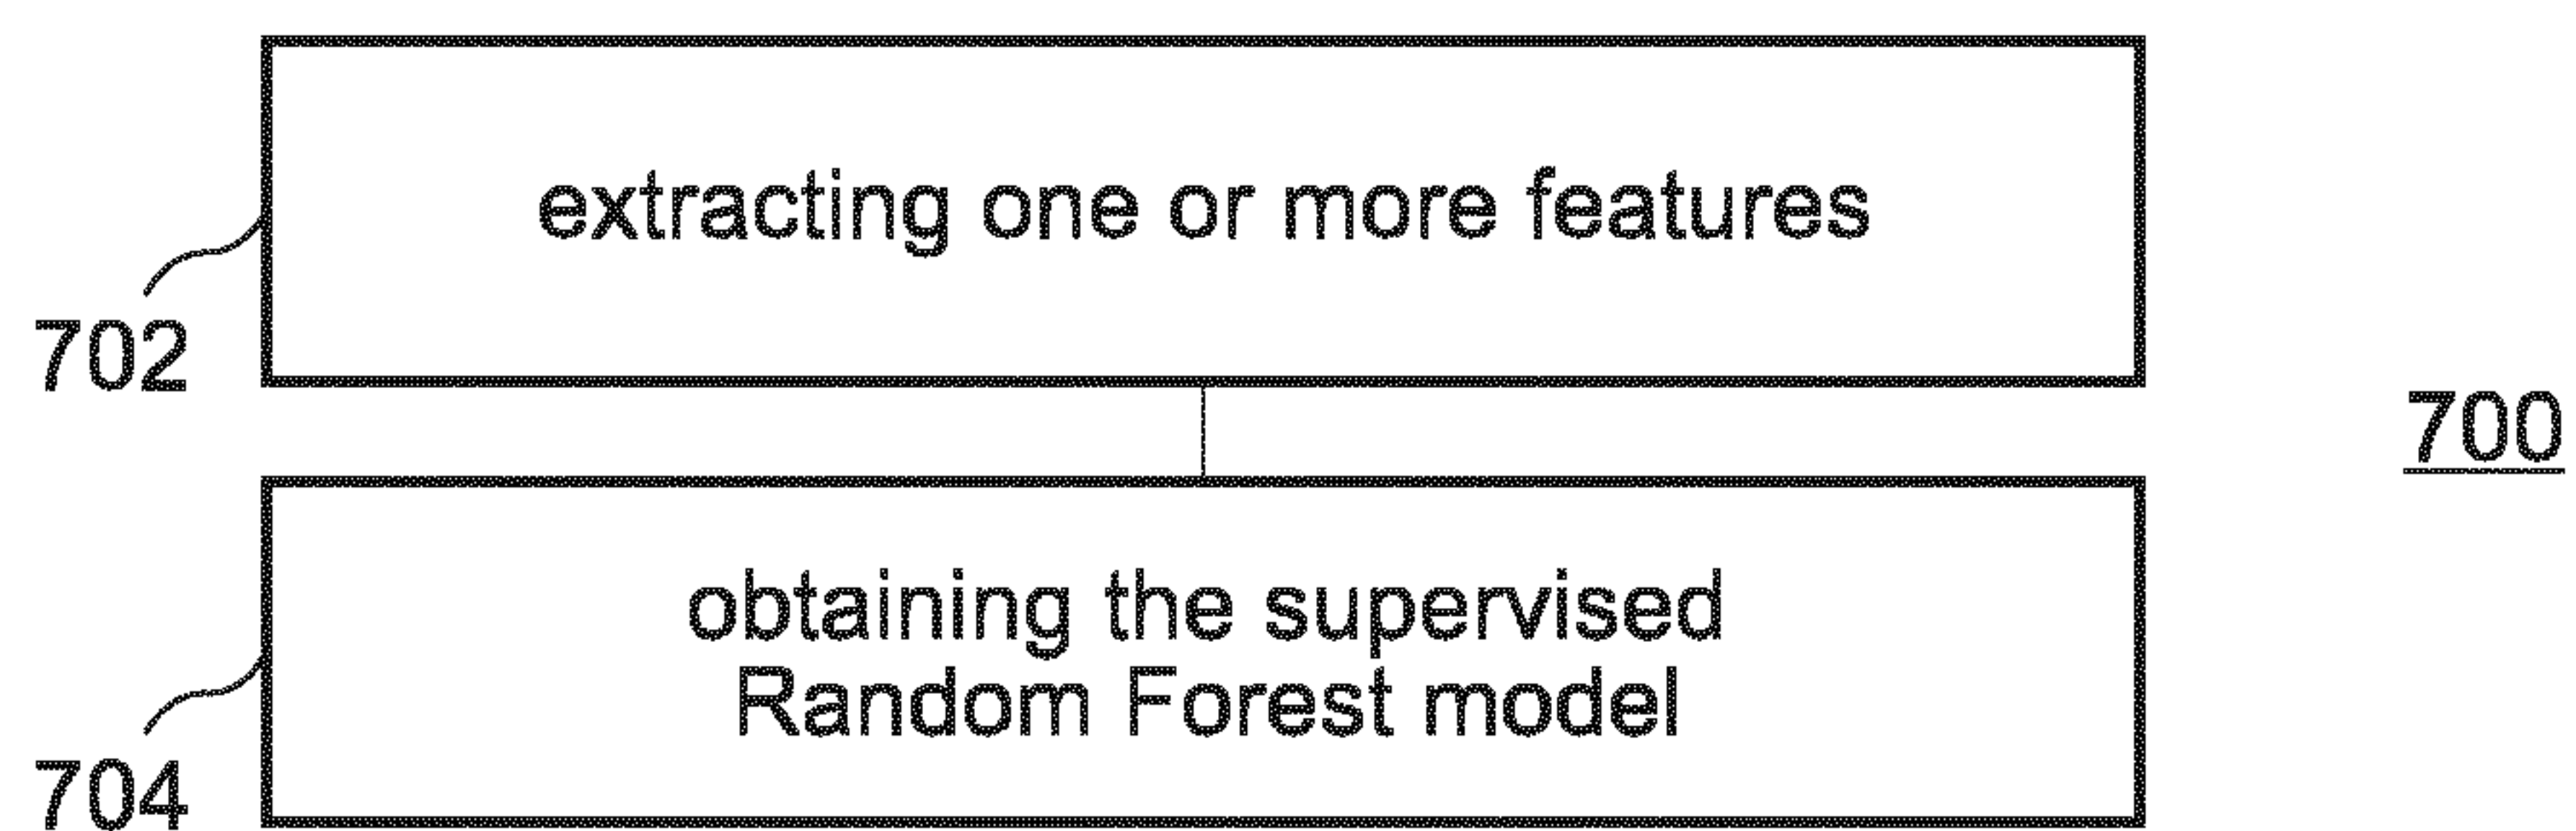 extracting one or more features
702
700
obtaining the supervised
Random Forest model
704